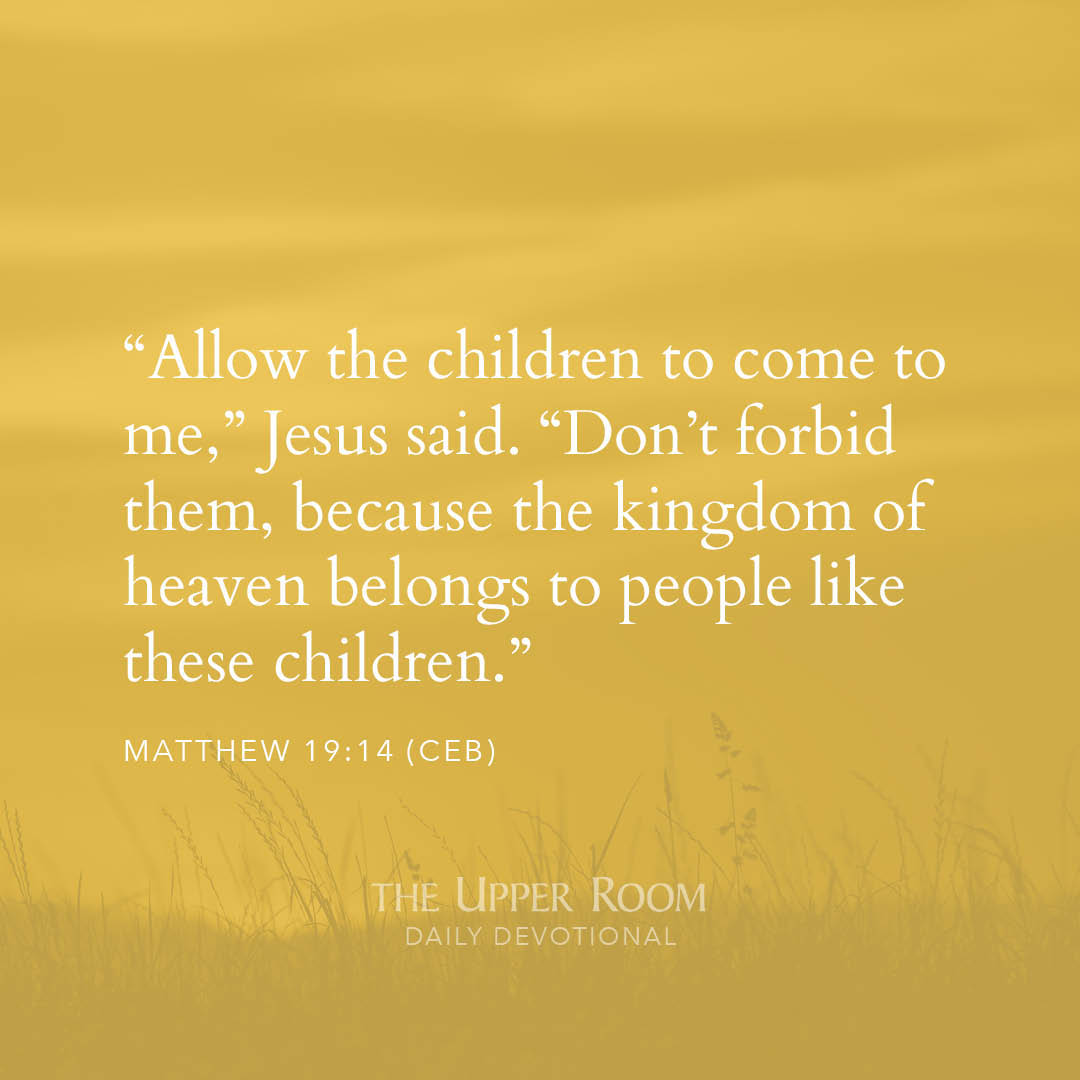 “Allow the children to come to
me,” Jesus said. “Don’t forbid
them, because the kingdom of
heaven belongs to people like
these children.”
MATTHEW 19:14 (CEB)
THE UPPER ROOM
DAILY DEVOTIONAL